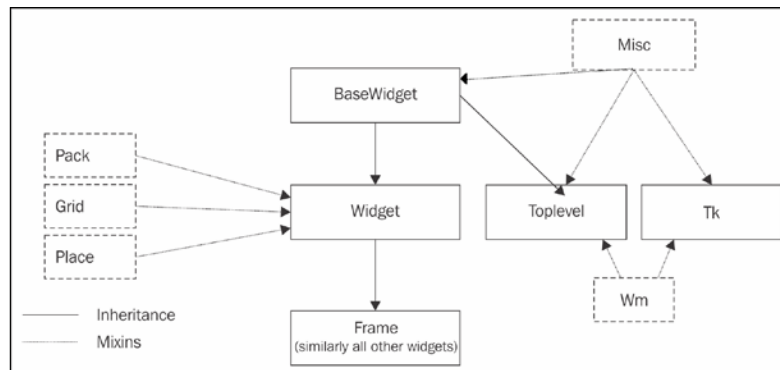 Misc
BaseWidget
Pack
Grid
Place
Widget
Toplevel
Tk
Wm
Inheritance
Mixins
Frame
(similarly all other widgets)